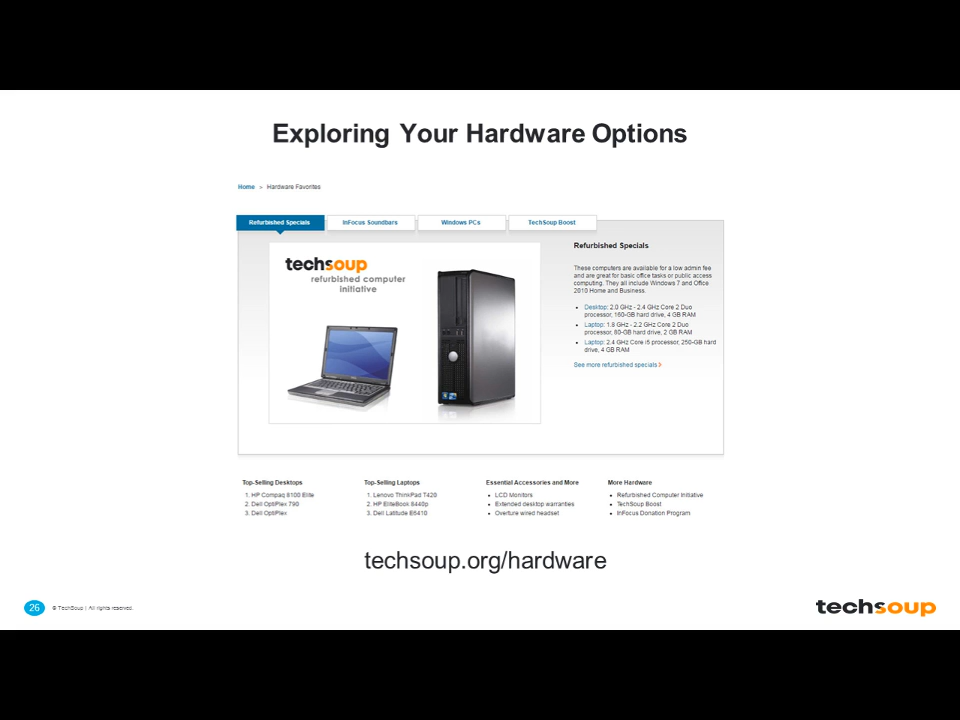 Exploring Your Hardware Options
Home > Hardware Favorites
Refurbished Specials
InFocus Soundbars
Windows PCs
TechSoup Boost
techsoup
refurbished computer
initiative
Refurbished Specials
These computers are available for a low admin fee
and are great for basic office tasks or public access
computing. They all include Windows 7 and Office
2010 Home and Business.
• Desktop: 2.0 GHz - 2.4 GHz Core 2 Duo
processor, 160-GB hard drive, 4 GB RAM
• Laptop: 1.8 GHz - 2.2 GHz Core 2 Duo
processor, 80-GB hard drive, 2 GB RAM
• Laptop: 2.4 GHz Core i5 processor, 250-GB hard
drive, 4 GB RAM
See more refurbished specials >
Top-Selling Desktops
1. HP Compaq 8100 Elite
2. Dell OptiPlex 790
3. Dell OptiPlex
Top-Selling Laptops
1. Lenovo ThinkPad T420
2. HP EliteBook 8440p
3. Dell Latitude E6410
Essential Accessories and More
• LCD Monitors
• Extended desktop warranties
• Overture wired headset
More Hardware
• Refurbished Computer Initiative
• TechSoup Boost
• InFocus Donation Program
techsoup.org/hardware
26
© TechSoup | All rights reserved.
techsoup